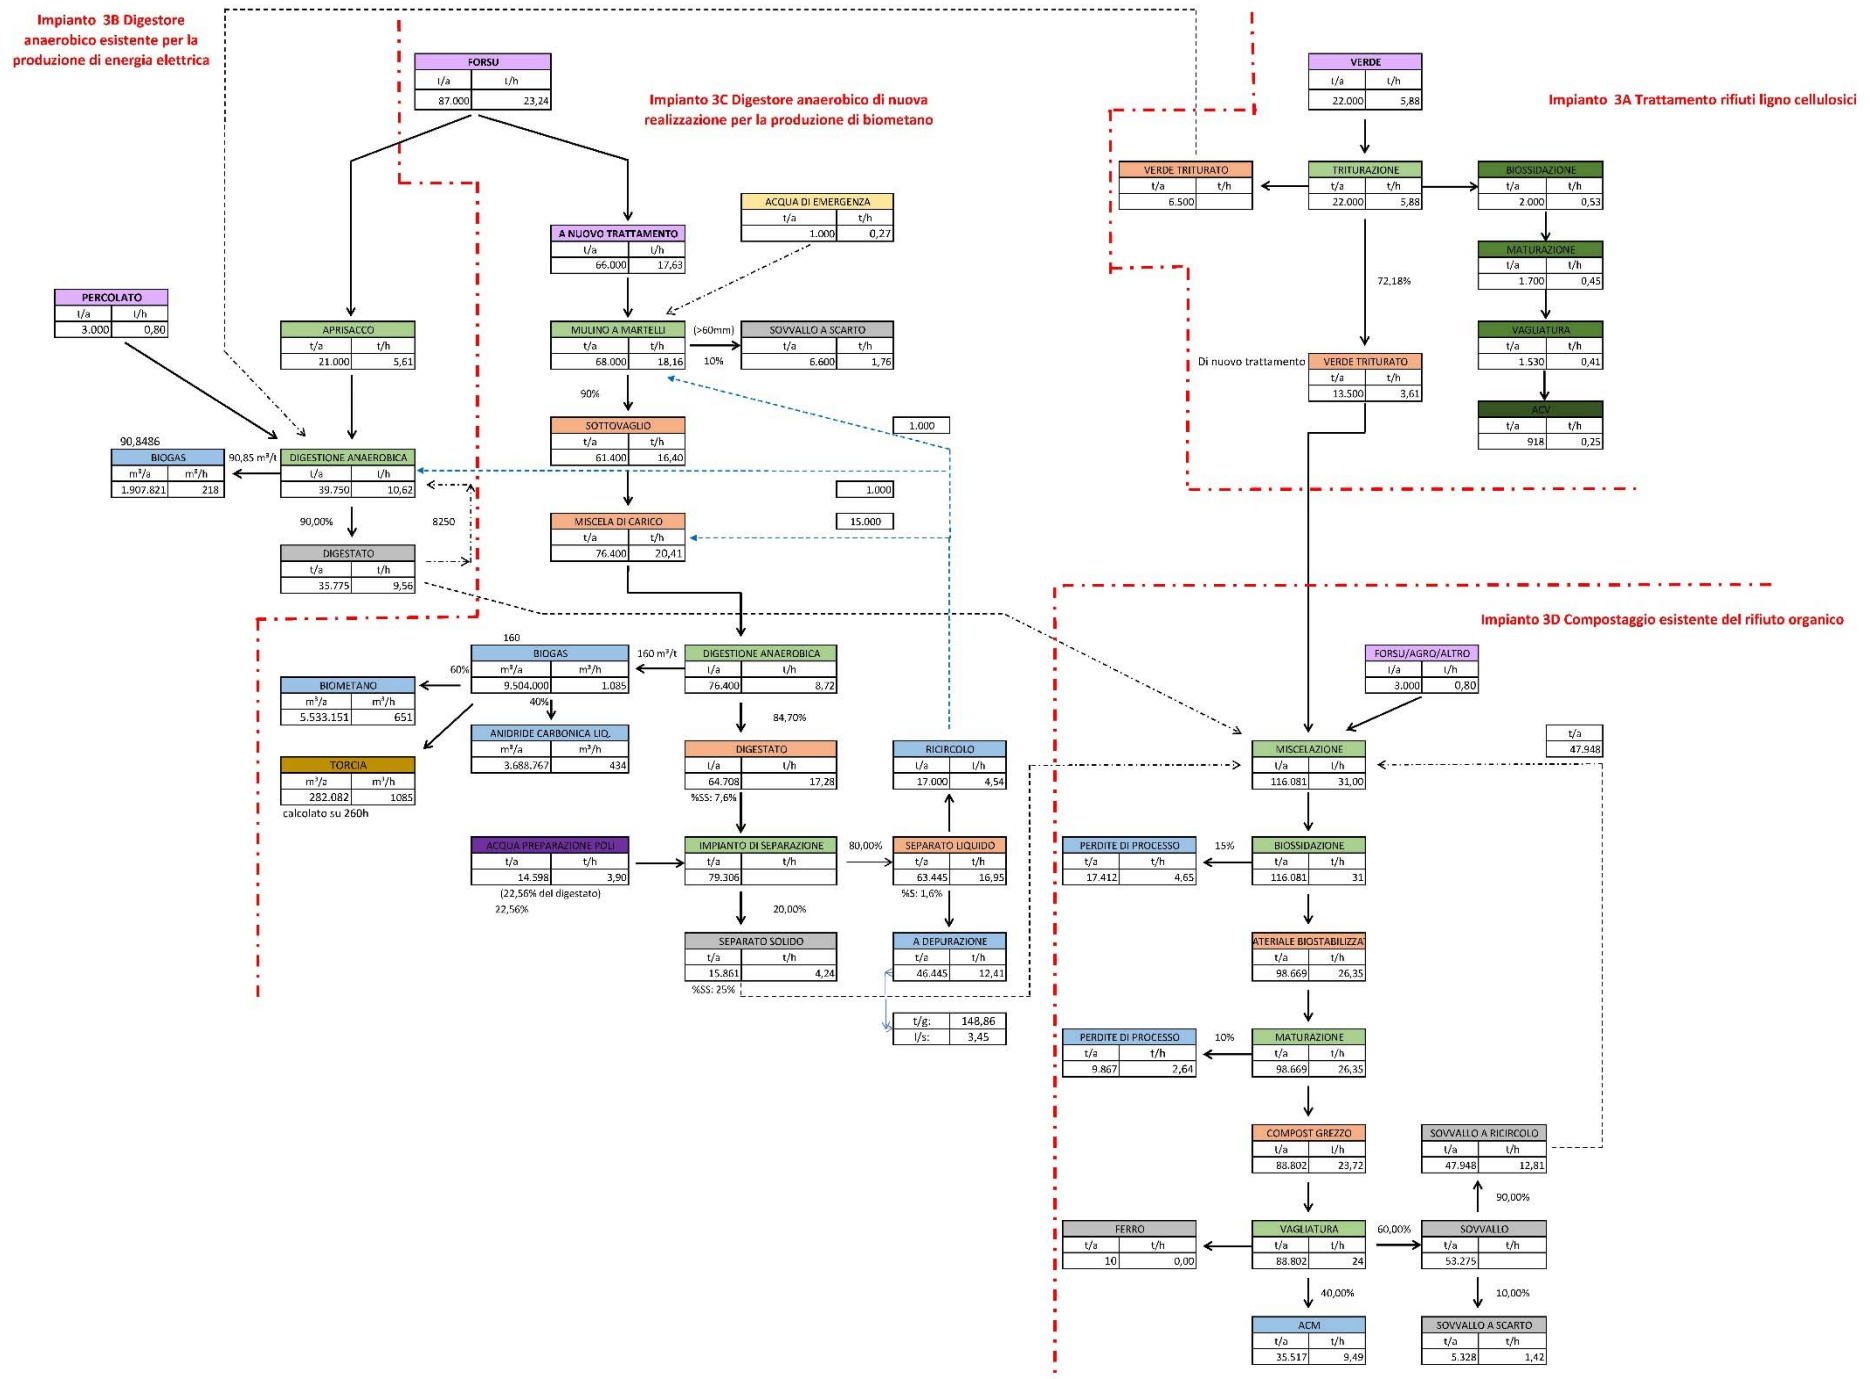 Impianto 3B Digestore
anaerobico esistente per la
produzione di energia elettrica
FORSU
t/a t/h
87.000 23,24
Impianto 3C Digestore anaerobico di nuova
realizzazione per la produzione di biometano
VERDE
t/a t/h
22.000 5,88
Impianto 3A Trattamento rifiuti ligno cellulosici
VERDE TRITURATO
t/a t/h
6.500
TRITURAZIONE
t/a t/h
22.000 5,88
BIOSSIDAZIONE
t/a t/h
2.000 0,53
ACQUA DI EMERGENZA
t/a t/h
1.000 0,27
A NUOVO TRATTAMENTO
t/a t/h
66.000 17,63
MATURAZIONE
t/a t/h
1.700 0,45
72,18%
PERCOLATO
t/a t/h
3.000 0,80
APRISACCO
t/a t/h
21.000 5,61
MULINO A MARTELLI
t/a t/h
68.000 18,16
(>60mm)
10%
SOVVALLO A SCARTO
t/a t/h
6.600 1,76
VAGLIATURA
t/a t/h
1.530 0,41
Di nuovo trattamento
VERDE TRITURATO
t/a t/h
13.500 3,61
90%
ACV
t/a t/h
918 0,25
SOTTOVAGLIO
t/a t/h
61.400 16,40
1.000
90,8486
BIOGAS
m³/a m³/h
1.907.821 218
90,85 m³/t
DIGESTIONE ANAEROBICA
t/a t/h
39.750 10,62
1.000
90,00%
8250
MISCELA DI CARICO
t/a t/h
76.400 20,41
15.000
DIGESTATO
t/a t/h
35.775 9,56
Impianto 3D Compostaggio esistente del rifiuto organico
160
BIOGAS
m³/a m³/h
9.504.000 1.085
160 m³/t
DIGESTIONE ANAEROBICA
t/a t/h
76.400 8,72
FORSU/AGRO/ALTRO
t/a t/h
3.000 0,80
60%
BIOMETANO
m³/a m³/h
5.533.151 651
40%
84,70%
ANIDRIDE CARBONICA LIQ.
m³/a m³/h
3.688.767 434
DIGESTATO
t/a t/h
64.708 17,28
%SS: 7,6%
RICIRCOLO
t/a t/h
17.000 4,54
MISCELAZIONE
t/a t/h
116.081 31,00
t/a
47.948
TORCIA
m³/a m³/h
282.082 1085
calcolato su 260h
ACQUA PREPARAZIONE POLI
t/a t/h
14.598 3,90
(22,56% del digestato)
22,56%
IMPIANTO DI SEPARAZIONE
t/a t/h
79.306
80,00%
SEPARATO LIQUIDO
t/a t/h
63.445 16,95
%S: 1,6%
PERDITE DI PROCESSO
t/a t/h
17.412 4,65
15%
BIOSSIDAZIONE
t/a t/h
116.081 31
20,00%
SEPARATO SOLIDO
t/a t/h
15.861 4,24
%SS: 25%
A DEPURAZIONE
t/a t/h
46.445 12,41
ATERIALE BIOSTABILIZZAT
t/a t/h
98.669 26,35
t/g: 148,86
l/s: 3,45
PERDITE DI PROCESSO
t/a t/h
9.867 2,64
10%
MATURAZIONE
t/a t/h
98.669 26,35
COMPOST GREZZO
t/a t/h
88.802 23,72
SOVVALLO A RICIRCOLO
t/a t/h
47.948 12,81
90,00%
FERRO
t/a t/h
10 0,00
VAGLIATURA
t/a t/h
88.802 24
60,00%
SOVVALLO
t/a t/h
53.275
40,00%
10,00%
ACM
t/a t/h
35.517 9,49
SOVVALLO A SCARTO
t/a t/h
5.328 1,42